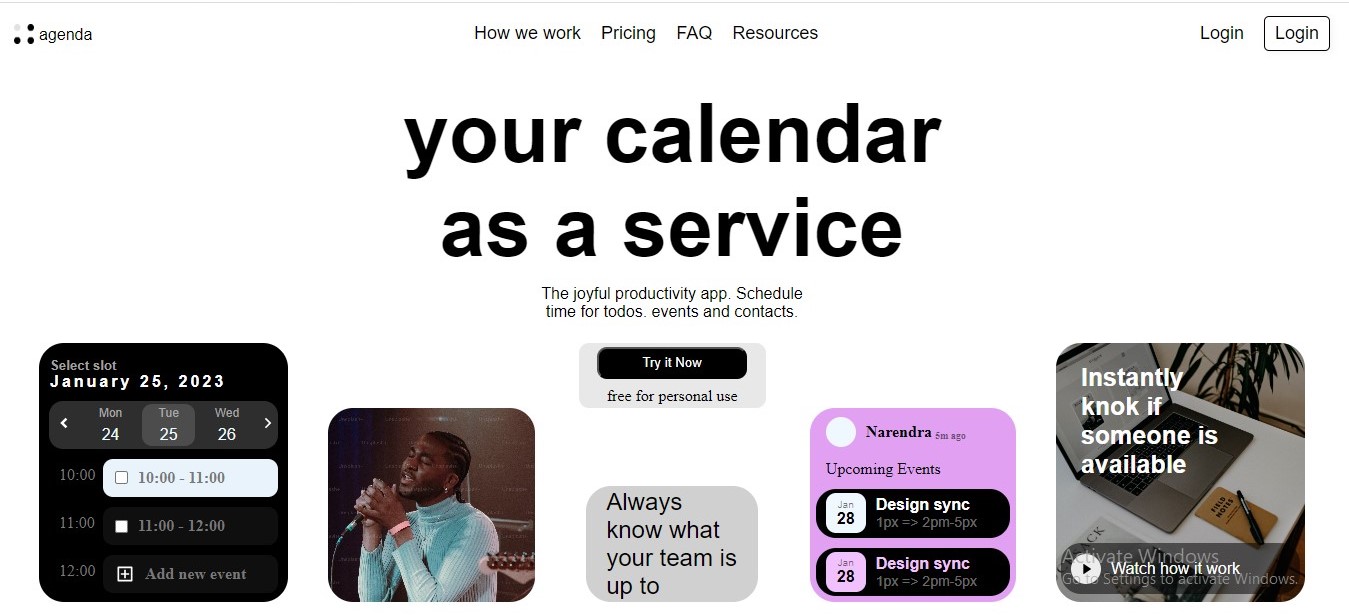 agenda
How we work Pricing FAQ Resources
Login Login
your calendar
as a service
The joyful productivity app. Schedule
time for todos. events and contacts.
Select slot
January 25, 2023
Mon Tue Wed
24 25 26
10:00 10:00 - 11:00
11:00 11:00 - 12:00
12:00 Add new event
Try it Now
free for personal use
Always
know what
your team is
up to
Narendra 5m ago
Upcoming Events
Jan
28
Design sync
1px => 2pm-5px
Jan
28
Design sync
1px => 2pm-5px
Instantly
knok if
someone is
available
FIELD
NOTES
Watch how it work
Activate Windows
Go to Settings to activate Windows.